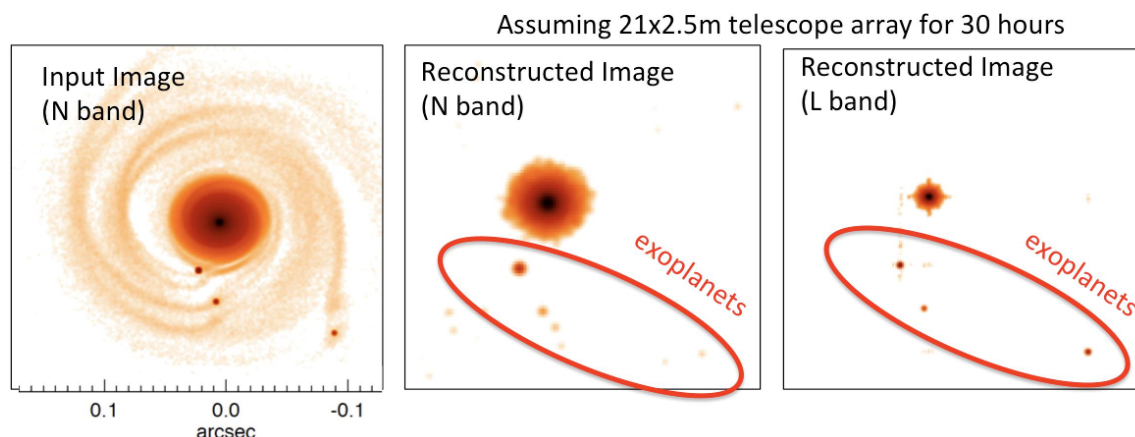 Assuming 21x2.5m telescope array for 30 hours
Input Image
(N band)
Reconstructed Image
(N band)
Reconstructed Image
(L band)
exoplanets
exoplanets
0.1 0.0 -0.1
arcsec